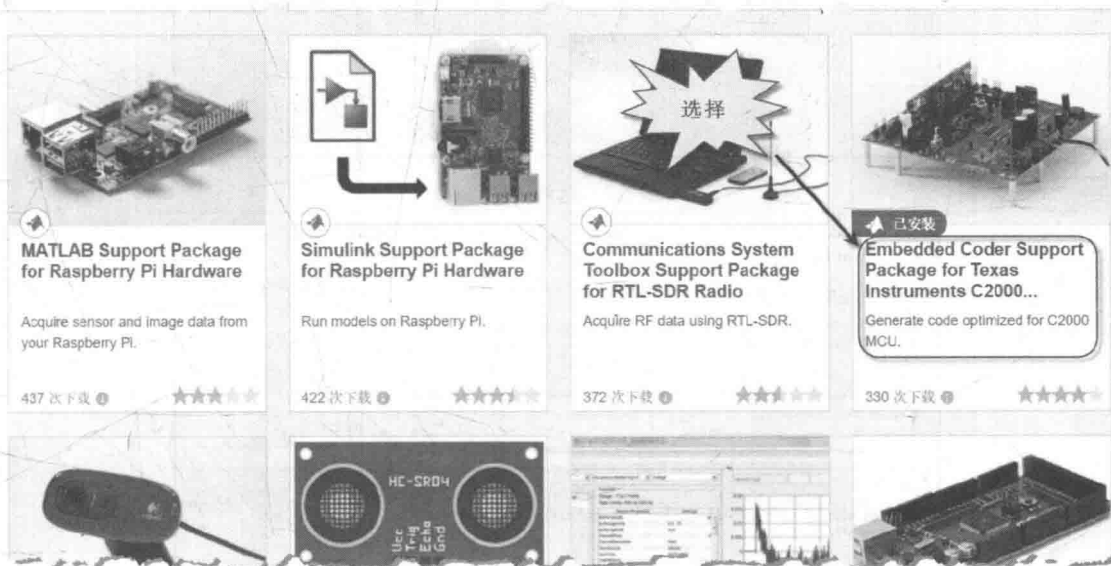 选择
已安装
MATLAB Support Package
for Raspberry Pi Hardware
Acquire sensor and image data from
your Raspberry Pi.
437 次下载
Simulink Support Package
for Raspberry Pi Hardware
Run models on Raspberry Pi.
422 次下载
Communications System
Toolbox Support Package
for RTL-SDR Radio
Acquire RF data using RTL-SDR.
372 次下载
Embedded Coder Support
Package for Texas
Instruments C2000...
Generate code optimized for C2000
MCU.
330 次下载
HC-SR04
Vcc
Trig
Echo
Gnd